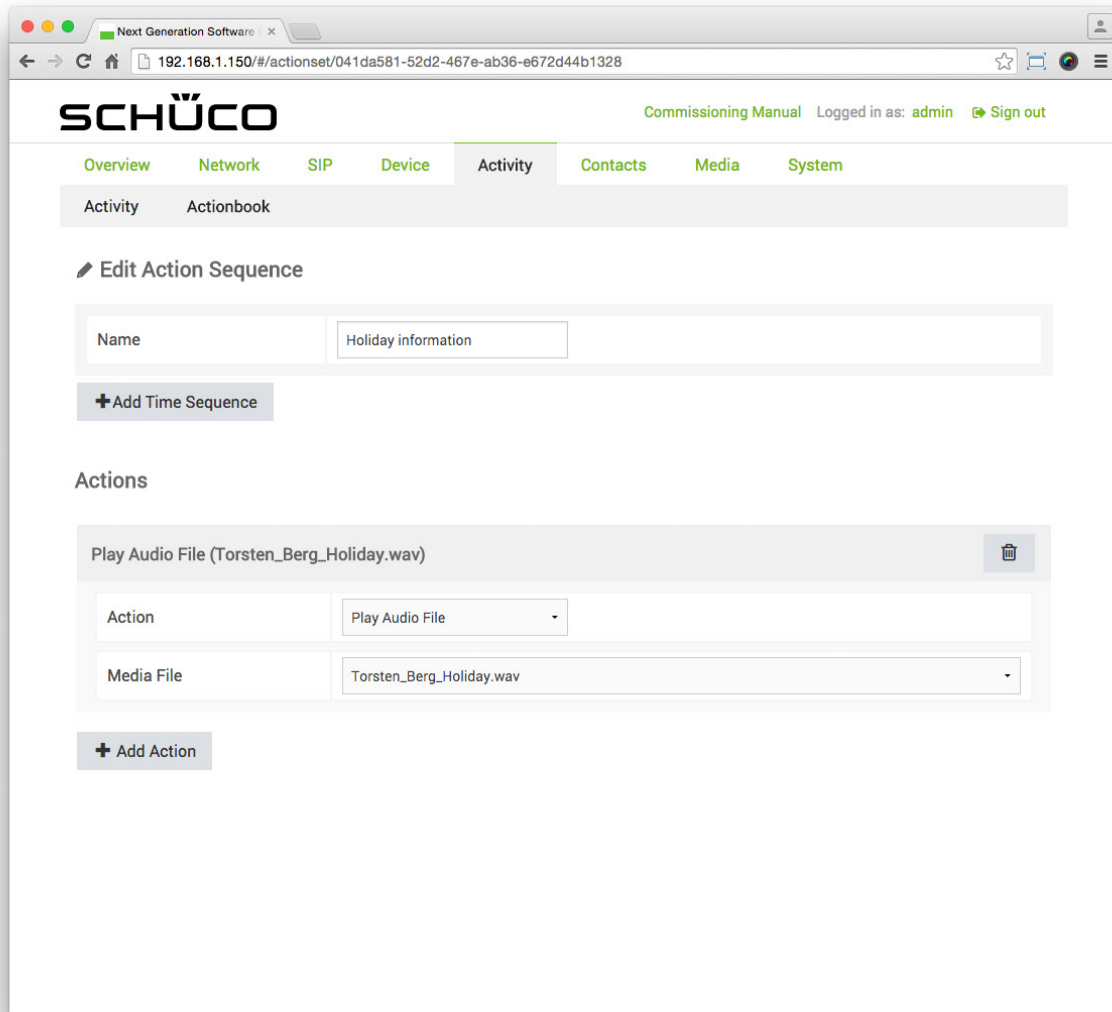 Next Generation Software
192.168.1.150/#/actionset/041da581-52d2-467e-ab36-e672d44b1328
SCHÜCO
Commissioning Manual Logged in as: admin Sign out
Overview Network SIP Device Activity Contacts Media System
Activity Actionbook
Edit Action Sequence
Name Holiday information
+Add Time Sequence
Actions
Play Audio File (Torsten_Berg_Holiday.wav)
Action Play Audio File
Media File Torsten_Berg_Holiday.wav
+ Add Action